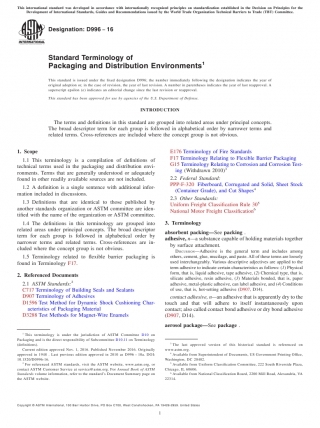 This international standard was developed in accordance with internationally recognized principles on standardization established in the Decision on Principles for the
Development of International Standards, Guides and Recommendations issued by the World Trade Organization Technical Barriers to Trade (TBT) Committee.
INTERNATIONAL
Designation: D996 − 16
Standard Terminology of
Packaging and Distribution Environments1
This standard is issued under the fixed designation D996; the number immediately following the designation indicates the year of
original adoption or, in the case of revision, the year of last revision. A number in parentheses indicates the year of last reapproval. A
superscript epsilon (ε) indicates an editorial change since the last revision or reapproval.
This standard has been approved for use by agencies of the U.S. Department of Defense.
INTRODUCTION
The terms and definitions in this standard are grouped into related areas under principal concepts.
The broad descriptor term for each group is followed in alphabetical order by narrower terms and
related terms. Cross-references are included where the concept group is not obvious.
1. Scope
1.1 This terminology is a compilation of definitions of
technical terms used in the packaging and distribution envi-
ronments. Terms that are generally understood or adequately
found in other readily available sources are not included.
1.2 A definition is a single sentence with additional infor-
mation included in discussions.
1.3 Definitions that are identical to those published by
another standards organization or ASTM committee are iden-
tified with the name of the organization or ASTM committee.
1.4 The definitions in this terminology are grouped into
related areas under principal concepts. The broad descriptor
term for each group is followed in alphabetical order by
narrower terms and related terms. Cross-references are in-
cluded where the concept group is not obvious.
1.5 Terminology related to flexible barrier packaging is
found in Terminology F17.
2. Referenced Documents
2.1 ASTM Standards:2
C717 Terminology of Building Seals and Sealants
D907 Terminology of Adhesives
D1596 Test Method for Dynamic Shock Cushioning Char-
acteristics of Packaging Material
D3288 Test Methods for Magnet-Wire Enamels
1 This terminology is under the jurisdiction of ASTM Committee D10 on
Packaging and is the direct responsibility of Subcommittee
Current edition approved Nov. 1, 2016. Published November 2016. Originally
approved in Last previous edition approved in as D996 –
2 For referenced ASTM standards, visit the ASTM website, www.astm.org, or
contact ASTM Customer Service at service@astm.org. For Annual Book of ASTM
Standards volume information, refer to the standard's Document Summary page on
the ASTM website.
E176 Terminology of Fire Standards
F17 Terminology Relating to Flexible Barrier Packaging
G15 Terminology Relating to Corrosion and Corrosion Test-
ing (Withdrawn 2010)3
2.2 Federal Standard:
PPP-F-320 Fiberboard, Corrugated and Solid, Sheet Stock
(Container Grade), and Cut Shapes4
2.3 Other Standards:
Uniform Freight Classification Rule 305
National Motor Freight Classification6
3. Terminology
absorbent packing—See packing
adhesive, n—a substance capable of holding materials together
by surface attachment.
DISCUSSION—Adhesive is the general term and includes among
others, cement, glue, mucilage, and paste. All of these terms are loosely
used interchangeably. Various descriptive adjectives are applied to the
term adhesive to indicate certain characteristics as follows: (1) Physical
form, that is, liquid adhesive, tape adhesive, (2) Chemical type, that is,
silicate adhesive, resin adhesive, (3) Materials bonded, that is, paper
adhesive, metal-plastic adhesive, can label adhesive, and (4) Conditions
of use, that is, hot-setting adhesive (D907, D14).
contact adhesive, n—an adhesive that is apparently dry to the
touch and that will adhere to itself instantaneously upon
contact; also called contact bond adhesive or dry bond adhesive
(D907, D14).
aerosol package—See package
3 The last approved version of this historical standard is referenced on
www.astm.org.
4 Available from Superintendent of Documents, US Government Printing Office,
Washington, DC
5 Available from Uniform Classification Committee, 222 South Riverside Plaza,
Chicago, IL
6 Available from National Classification Board, 2200 Mill Road, Alexandria, VA
22314.
1